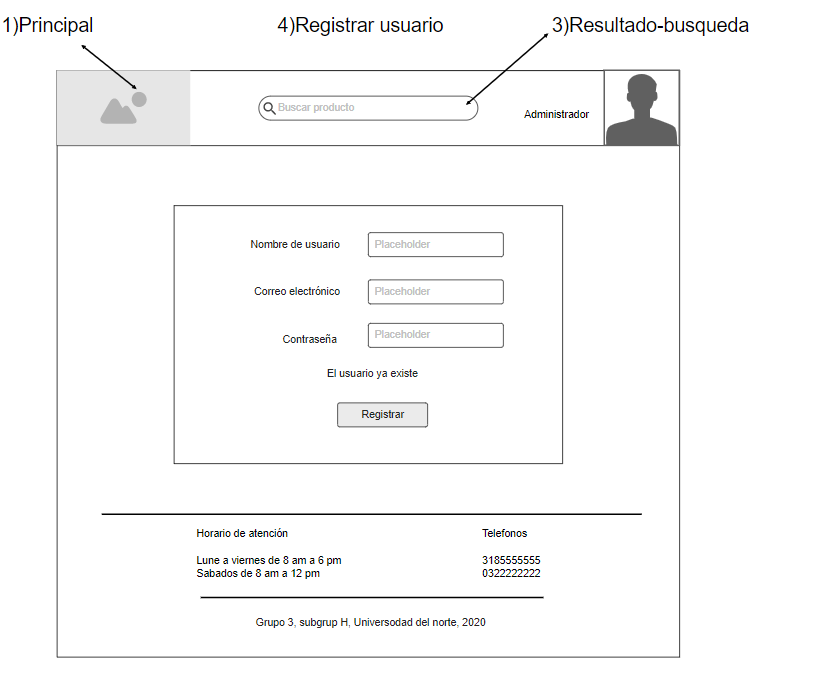 1)Principal
4)Registrar usuario
3)Resultado-busqueda
Buscar producto
Administrador
Nombre de usuario
Placeholder
Correo electrónico
Placeholder
Contraseña
Placeholder
El usuario ya existe
Registrar
Horario de atención
Telefonos
Lune a viernes de 8 am a 6 pm
3185555555
Sabados de 8 am a 12 pm
0322222222
Grupo 3, subgrup H, Universodad del norte, 2020